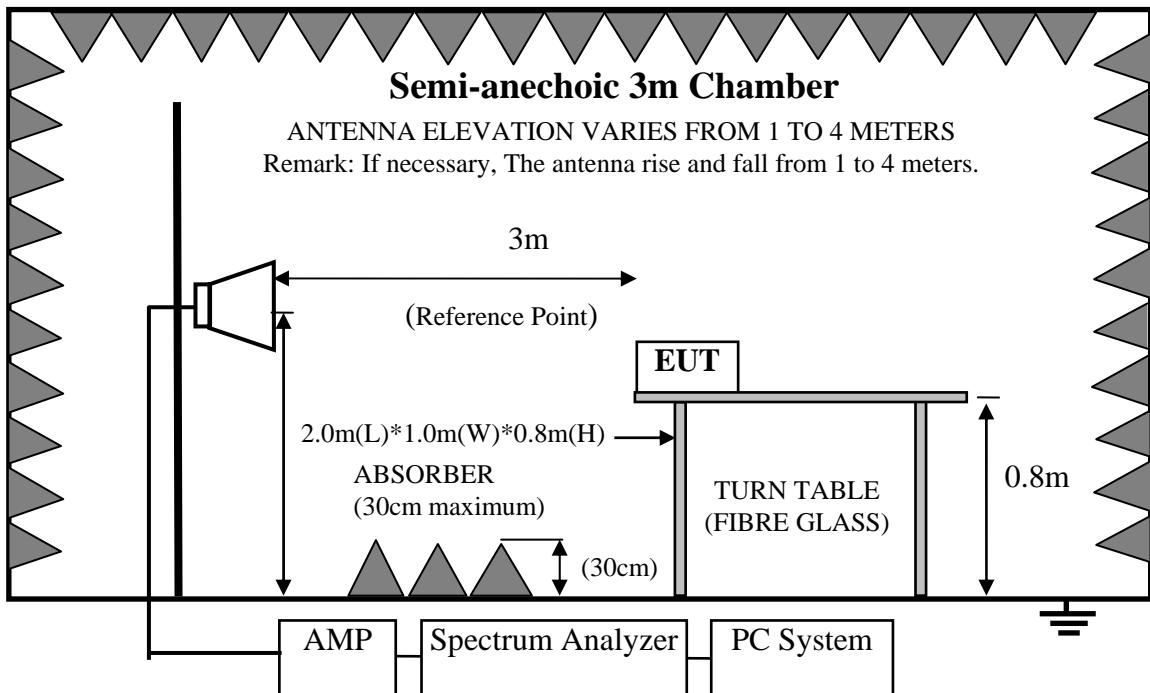 Semi-anechoic 3m Chamber
ANTENNA ELEVATION VARIES FROM 1 TO 4 METERS
Remark: If necessary, The antenna rise and fall from 1 to 4 meters.
3m
(Reference Point)
EUT
2.0m(L)*1.0m(W)*0.8m(H)
ABSORBER
(30cm maximum)
(30cm)
TURN TABLE
(FIBRE GLASS)
0.8m
AMP
Spectrum Analyzer
PC System